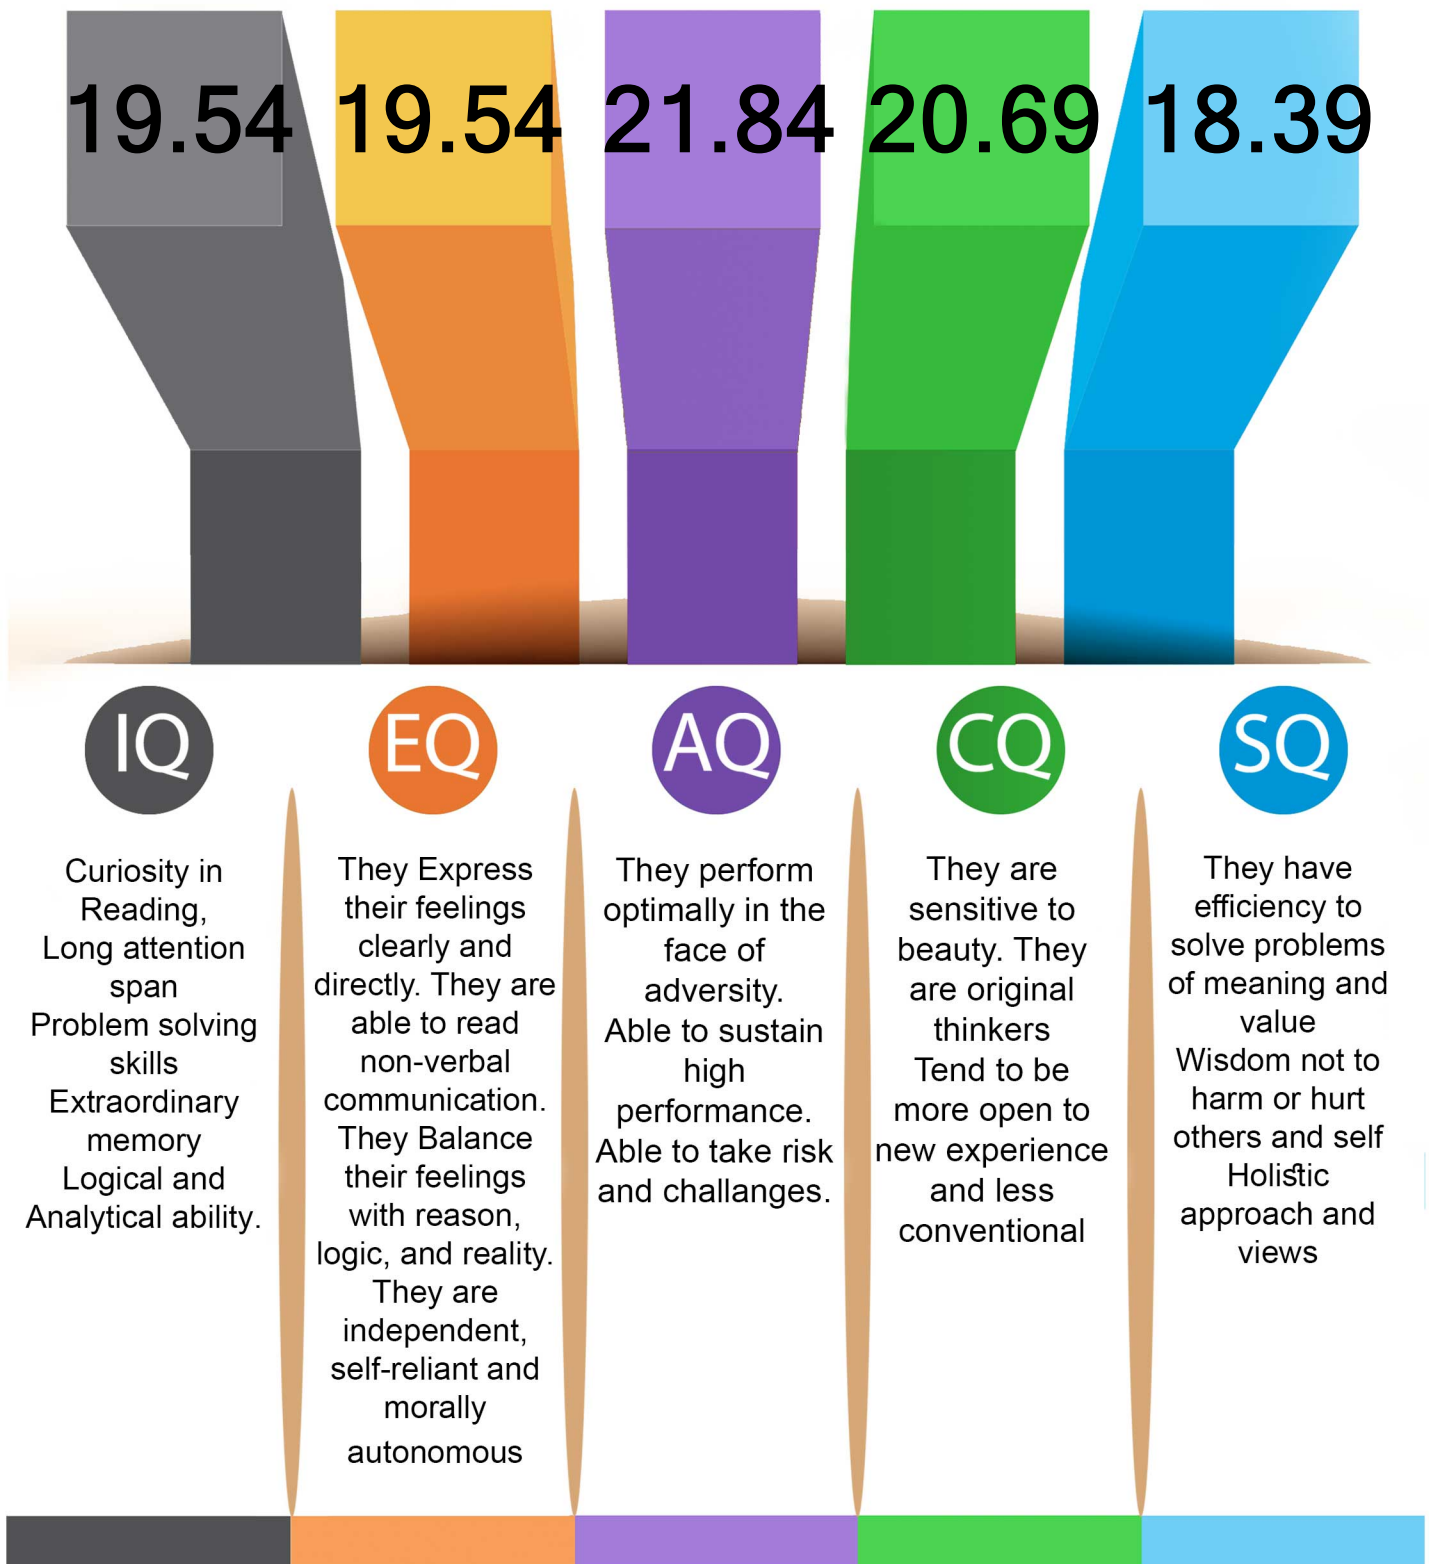 19.54
19.54
21.84
20.69
18.39
IQ
EQ
AQ
CQ
SQ
Curiosity in
Reading,
Long attention
span
Problem solving
skills
Extraordinary
memory
Logical and
Analytical ability.
They Express
their feelings
clearly and
directly. They are
able to read
non-verbal
communication.
They Balance
their feelings
with reason,
logic, and reality.
They are
independent,
self-reliant and
morally
autonomous
They perform
optimally in the
face of
adversity.
Able to sustain
high
performance.
Able to take risk
and challanges.
They are
sensitive to
beauty. They
are original
thinkers
Tend to be
more open to
new experience
and less
conventional
They have
efficiency to
solve problems
of meaning and
value
Wisdom not to
harm or hurt
others and self
Holistic
approach and
views